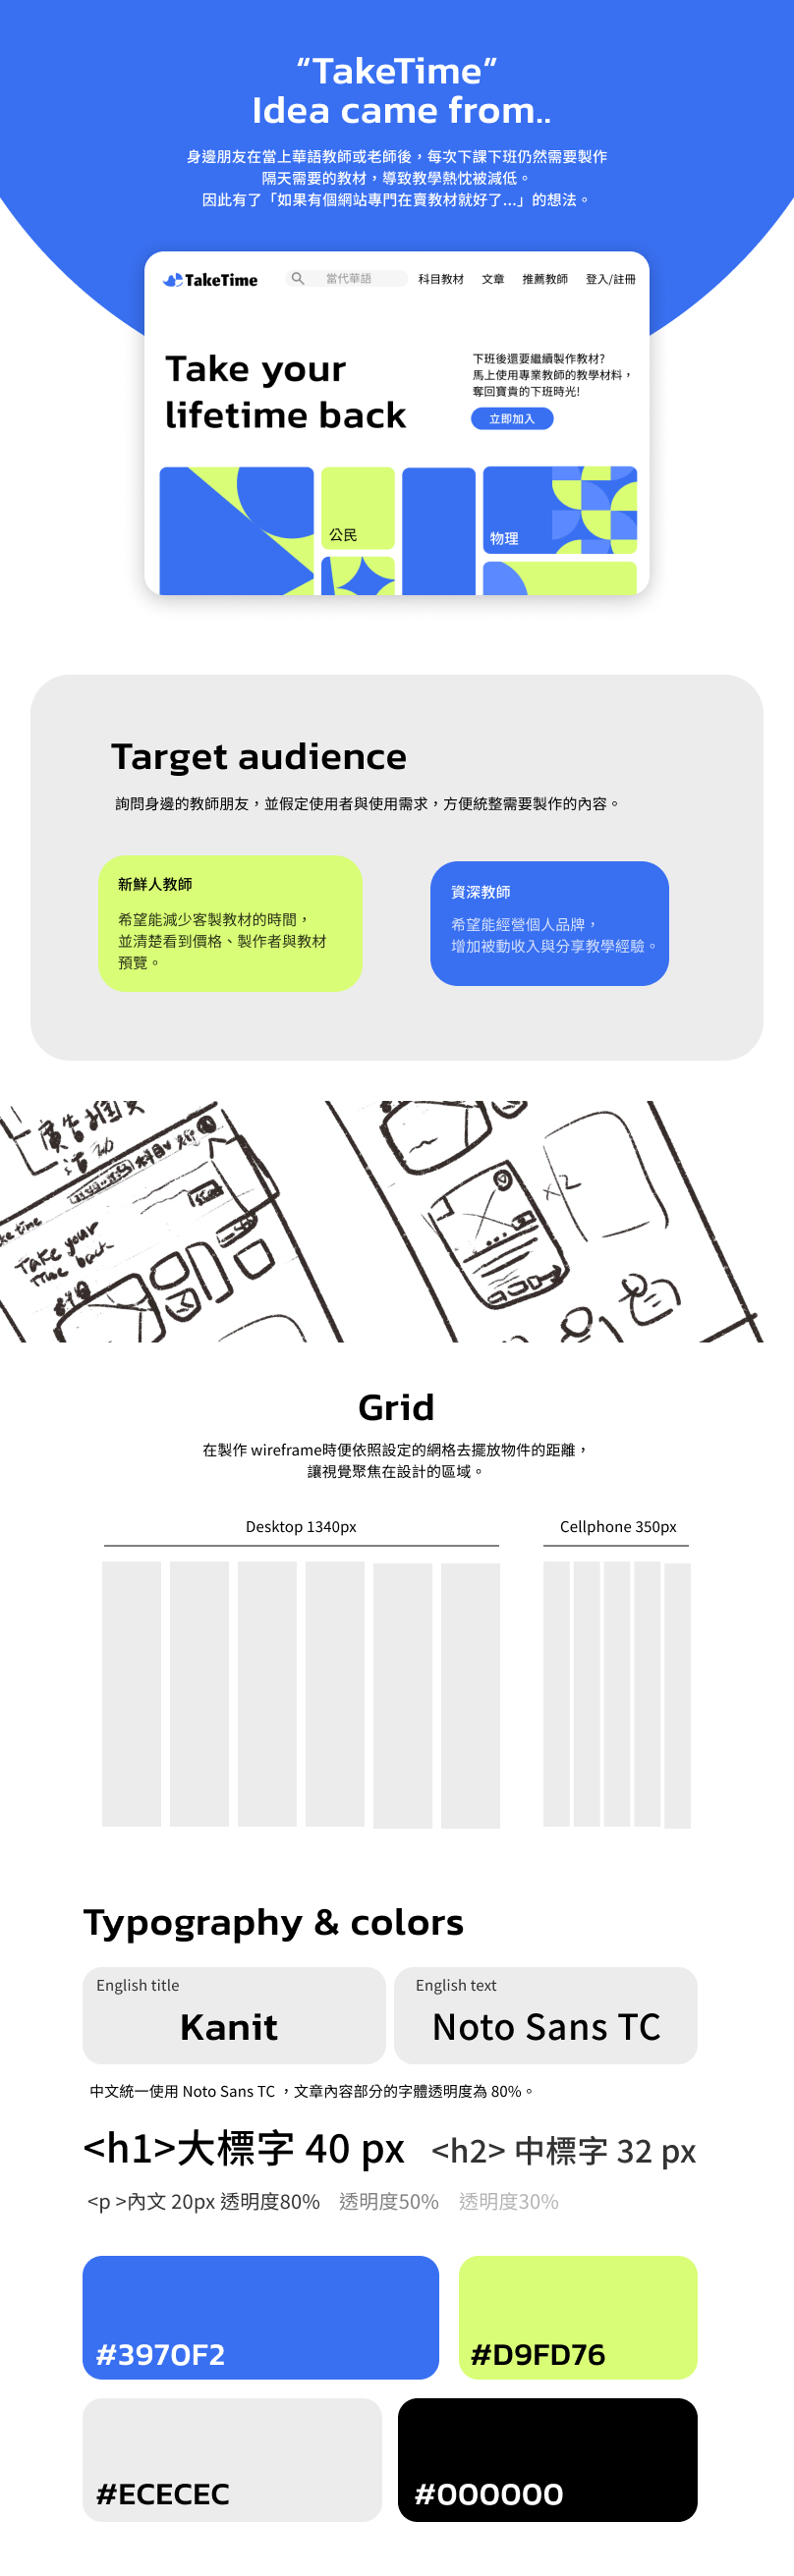 “TakeTime”
Idea came from..
身邊朋友在當上華語教師或老師後，每次下課下班仍然需要製作
隔天需要的教材，導致教學熱忱被減低。
因此有了「如果有個網站專門在賣教材就好了...」的想法。
TakeTime
當代華語
科目教材 文章 推薦教師 登入/註冊
Take your
lifetime back
下班後還要繼續製作教材?
馬上使用專業教師的教學材料，
奪回寶貴的下班時光!
立即加入
公民
物理
Target audience
詢問身邊的教師朋友，並假定使用者與使用需求，方便統整需要製作的內容。
新鮮人教師
希望能減少客製教材的時間，
並清楚看到價格、製作者與教材
預覽。
資深教師
希望能經營個人品牌，
增加被動收入與分享教學經驗。
Take your
time back
x2
Grid
在製作 wireframe時便依照設定的網格去擺放物件的距離，
讓視覺聚焦在設計的區域。
Desktop 1340px
Cellphone 350px
Typography & colors
English title
Kanit
English text
Noto Sans TC
中文統一使用 Noto Sans TC ，文章內容部分的字體透明度為 80%。
<h1>大標字 40 px
<h2> 中標字 32 px
<p >內文 20px 透明度80% 透明度50% 透明度30%
#3970F2
#D9FD76
#ECECEC
#000000